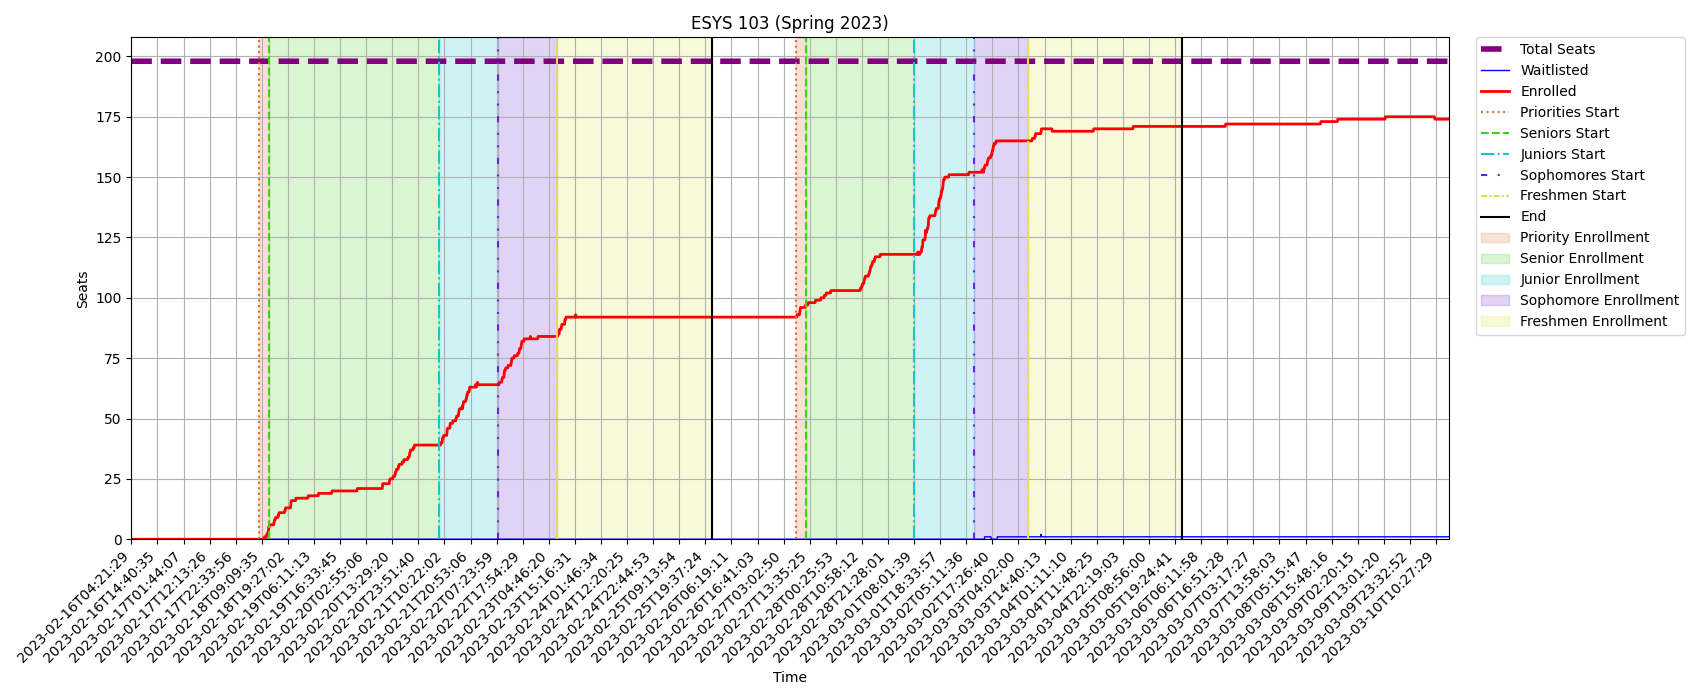 ESYS 103 (Spring 2023)
Seats
200
175
150
125
100
75
50
25
0
2023-02-16T04:21:29
2023-02-16T14:40:35
2023-02-17T01:44:07
2023-02-17T12:13:26
2023-02-17T22:33:56
2023-02-18T09:09:35
2023-02-18T19:27:02
2023-02-19T06:11:13
2023-02-19T16:33:45
2023-02-20T02:55:06
2023-02-20T13:29:20
2023-02-20T23:51:40
2023-02-21T10:22:02
2023-02-21T20:53:06
2023-02-22T07:23:59
2023-02-22T17:54:29
2023-02-23T04:46:20
2023-02-23T15:16:31
2023-02-24T01:46:34
2023-02-24T12:20:25
2023-02-24T22:44:53
2023-02-25T09:13:54
2023-02-25T19:37:24
2023-02-26T06:19:11
2023-02-26T16:41:03
2023-02-27T03:02:50
2023-02-27T13:35:25
2023-02-28T00:25:53
2023-02-28T10:58:12
2023-02-28T21:28:01
2023-03-01T08:01:39
2023-03-01T18:33:57
2023-03-02T05:11:36
2023-03-02T17:26:40
2023-03-03T04:02:00
2023-03-03T14:40:13
2023-03-04T01:11:10
2023-03-04T11:48:25
2023-03-04T22:19:03
2023-03-05T08:56:00
2023-03-05T19:24:41
2023-03-06T06:11:58
2023-03-06T16:51:28
2023-03-07T03:17:27
2023-03-07T13:58:03
2023-03-08T05:15:47
2023-03-08T15:48:16
2023-03-09T02:20:15
2023-03-09T13:01:20
2023-03-09T23:32:52
2023-03-10T10:27:29
Time
Total Seats
Waitlisted
Enrolled
Priorities Start
Seniors Start
Juniors Start
Sophomores Start
Freshmen Start
End
Priority Enrollment
Senior Enrollment
Junior Enrollment
Sophomore Enrollment
Freshmen Enrollment